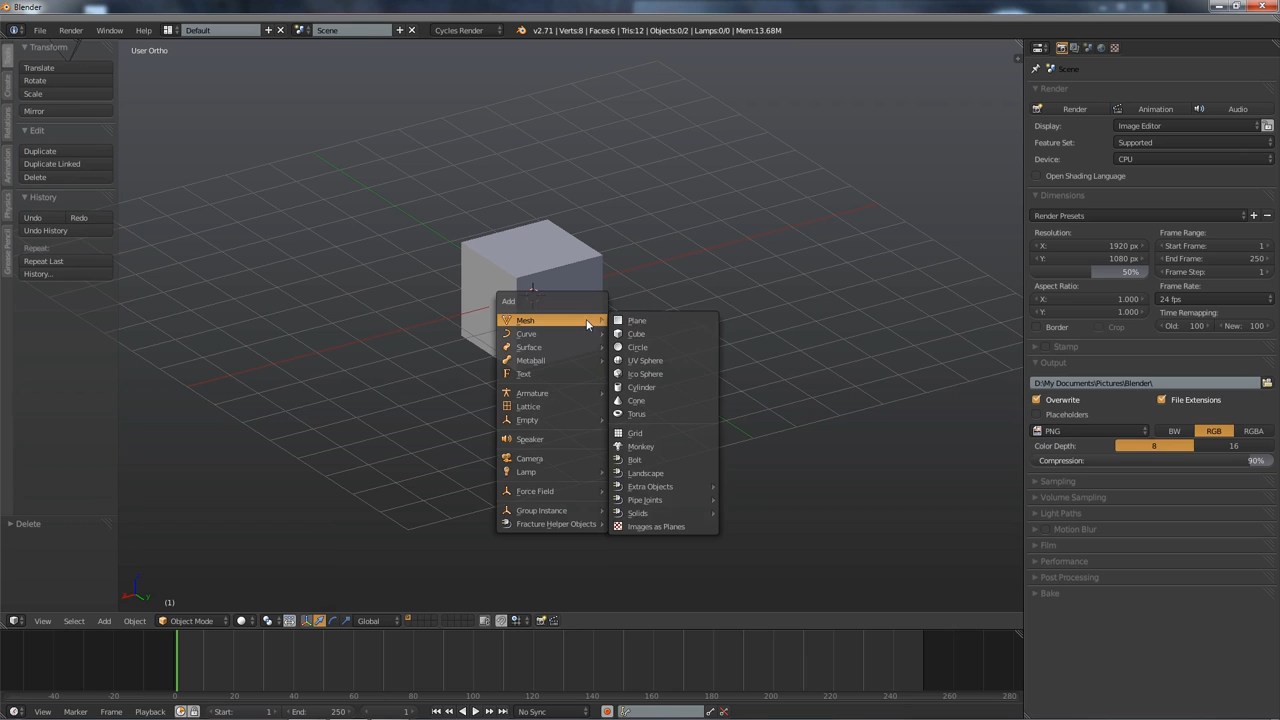 Blender
File Render Window Help Default Scene Cycles Render v2.71 | Verts:8 | Faces:6 | Tris:12 | Objects:0/2 | Lamps:0/0 | Mem:13.68M
Tools
Create
Relations
Animation
Physics
Grease Pencil
Transform
Translate
Rotate
Scale
Mirror
Edit
Duplicate
Duplicate Linked
Delete
History
Undo Redo
Undo History
Repeat:
Repeat Last
History...
Delete
User Ortho
(1)
Add
Mesh
Curve
Surface
Metaball
Text
Armature
Lattice
Empty
Speaker
Camera
Lamp
Force Field
Group Instance
Fracture Helper Objects
Plane
Cube
Circle
UV Sphere
Ico Sphere
Cylinder
Cone
Torus
Grid
Monkey
Bolt
Landscape
Extra Objects
Pipe Joints
Solids
Images as Planes
Scene
Render
Render Animation Audio
Display: Image Editor
Feature Set: Supported
Device: CPU
Open Shading Language
Dimensions
Render Presets
Resolution: Frame Range:
X: 1920 px Start Frame: 1
Y: 1080 px End Frame: 250
50% Frame Step: 1
Aspect Ratio: Frame Rate:
X: 1.000 24 fps
Y: 1.000 Time Remapping:
Border Crop Old: 100 New: 100
Stamp
Output
D:\My Documents\Pictures\Blender\
Overwrite File Extensions
Placeholders
PNG BW RGB RGBA
Color Depth: 8 16
Compression: 90%
Sampling
Volume Sampling
Light Paths
Motion Blur
Film
Performance
Post Processing
Bake
View Select Add Object Object Mode Global
-40 -20 0 20 40 60 80 100 120 140 160 180 200 220 240 260 280
View Marker Frame Playback Start: 1 End: 250 1 No Sync